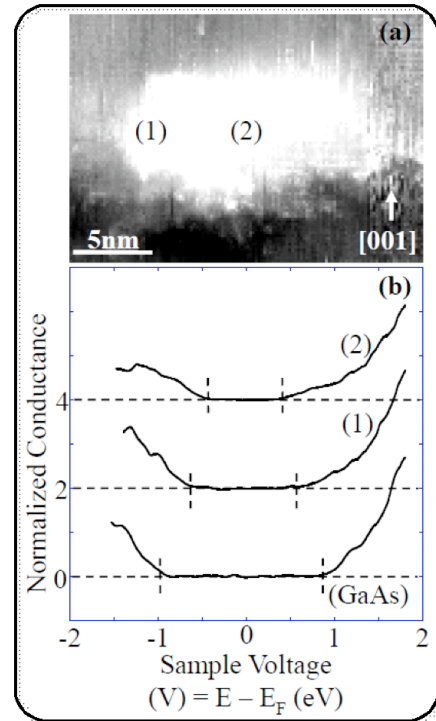 (a)
(1) (2)
5nm
[001]
(b)
(2)
4
(1)
2
0
(GaAs)
-2 -1 0 1 2
Normalized Conductance
Sample Voltage
(V) = E – E_F (eV)